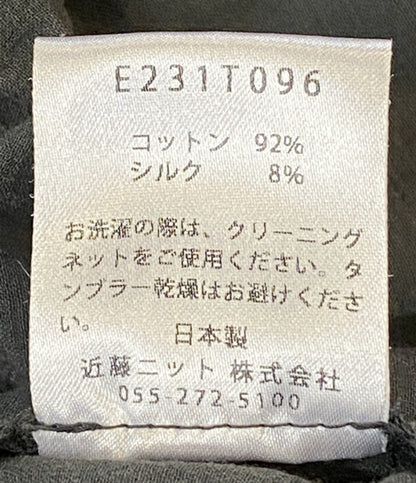 E231T096
コットン 92%
シルク 8%
お洗濯の際は、クリーニング
ネットをご使用ください。タ
ンブラー乾燥はお避けくださ
い。
日本製
近藤ニット 株式会社
055-272-5100